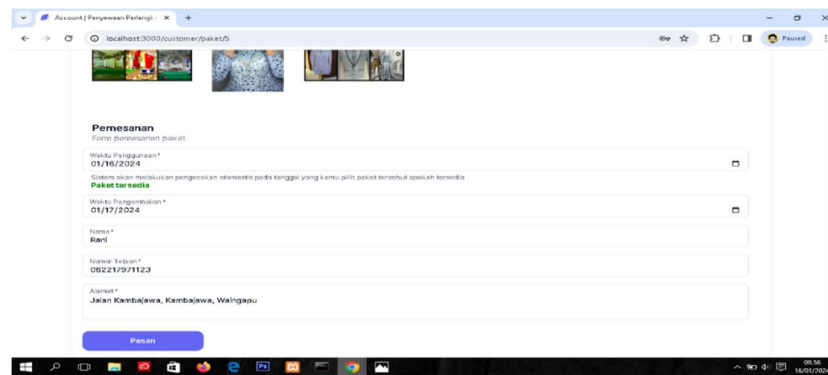 Account | Penyewaan Perlengk
localhost:3000/customer/paket/5
Paused
Pemesanan
Form pemesanan paket
Waktu Penggunaan *
01/16/2024
Sistem akan melakukan pengecekan otomastis pada tanggal yang kamu pilih paket tersebut apakah tersedia
Paket tersedia
Waktu Pengembalian *
01/17/2024
Nama *
Rani
Nomor Telpon *
082217971123
Alamat *
Jalan Kambajawa, Kambajawa, Waingapu
Pesan
09.56
16/01/2024